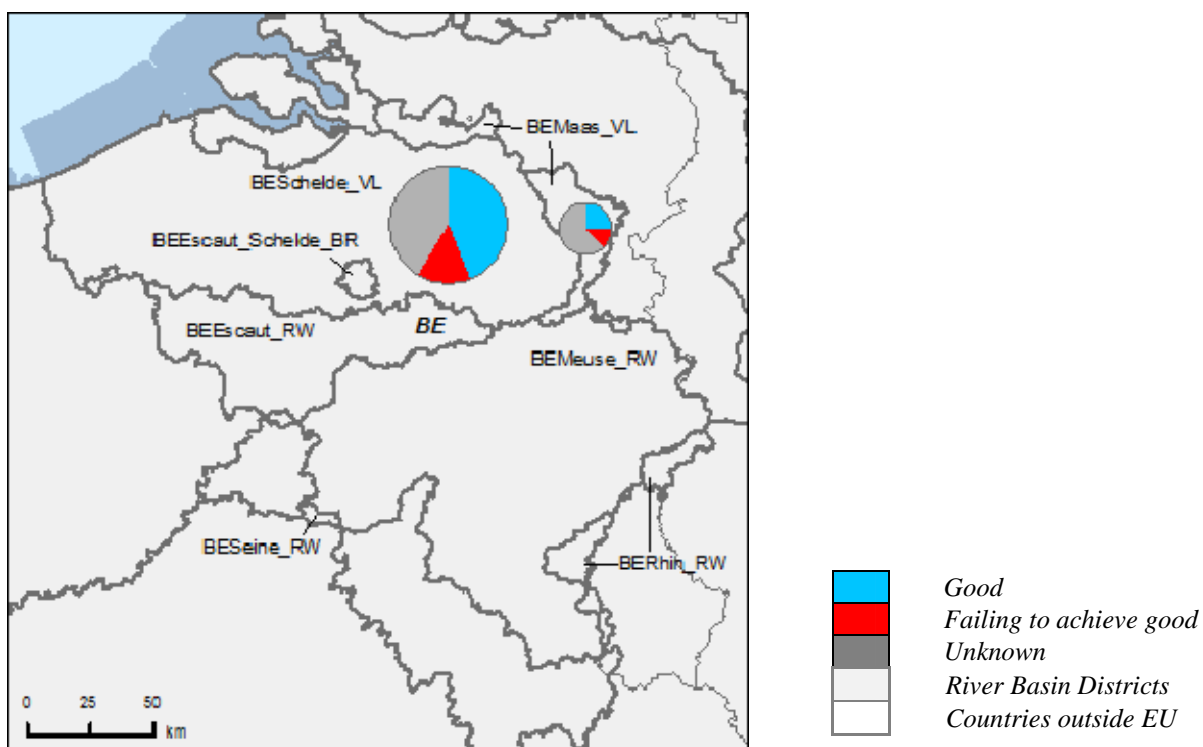 BEMaas_VL
BESchelde_VL
BEEscaut_Schelde_BR
BEEscaut_RW
BE
BEMeuse_RW
BESeine_RW
BERhin_RW
0 25 50
km
Good
Failing to achieve good
Unknown
River Basin Districts
Countries outside EU